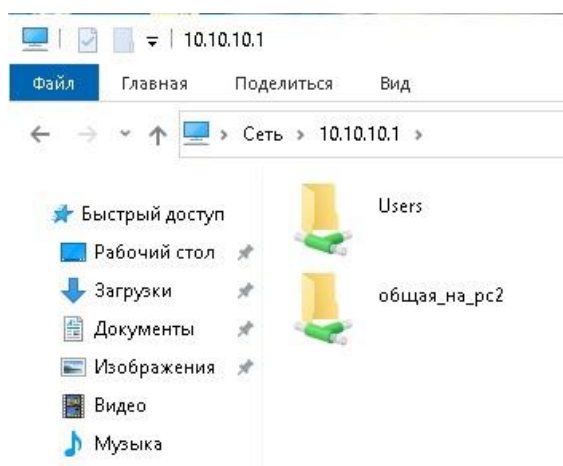 10.10.10.1
Файл Главная Поделиться Вид
Сеть > 10.10.10.1 >
Быстрый доступ
Рабочий стол
Загрузки
Документы
Изображения
Видео
Музыка
Users
общая_на_pc2